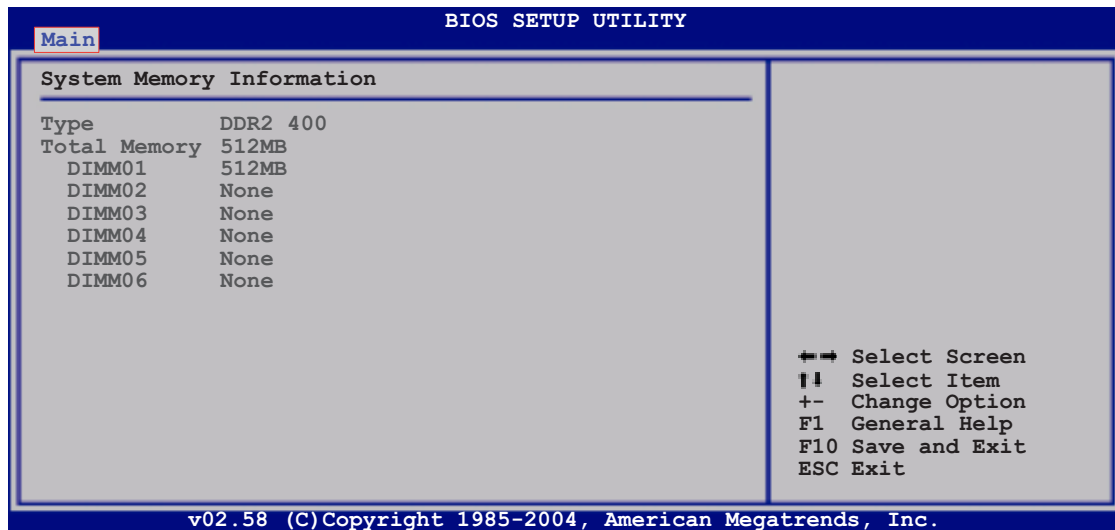 BIOS SETUP UTILITY
Main
System Memory Information
Type DDR2 400
Total Memory 512MB
DIMM01 512MB
DIMM02 None
DIMM03 None
DIMM04 None
DIMM05 None
DIMM06 None
←→ Select Screen
↑↓ Select Item
+- Change Option
F1 General Help
F10 Save and Exit
ESC Exit
v02.58 (C)Copyright 1985-2004, American Megatrends, Inc.